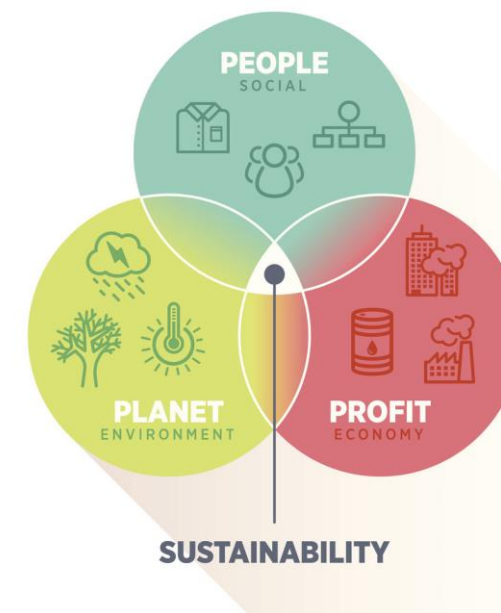 PEOPLE
SOCIAL
PLANET
ENVIRONMENT
PROFIT
ECONOMY
SUSTAINABILITY